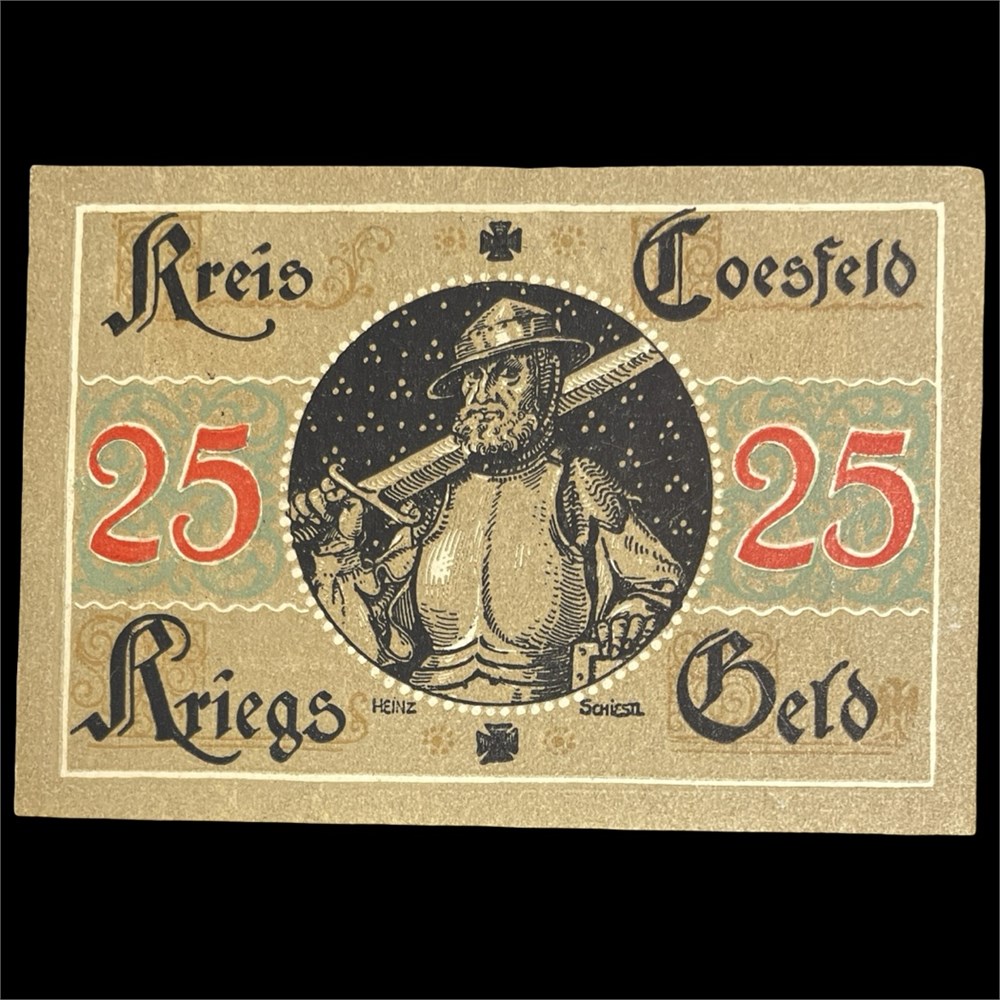 Kreis Coesfeld
25 25
Kriegs Geld
HEINZ SCHIESTL